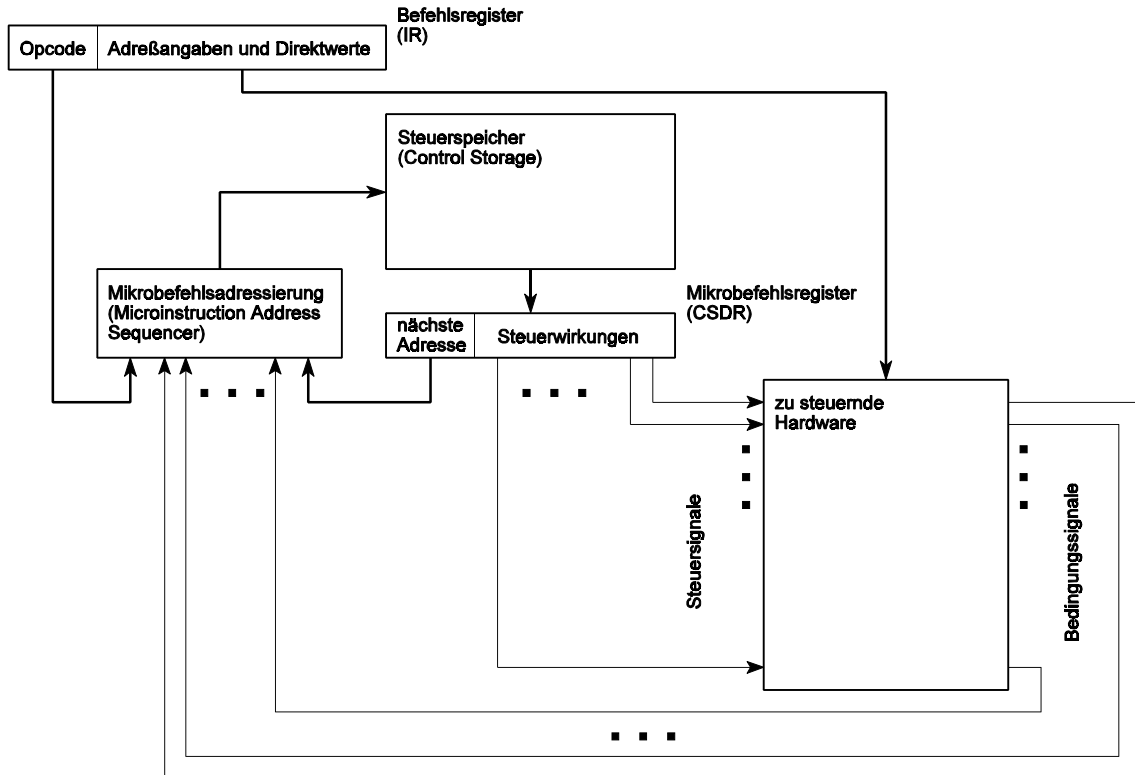 Befehlsregister
(IR)
Opcode
Adreßangaben und Direktwerte
Steuerspeicher
(Control Storage)
Mikrobefehlsadressierung
(Microinstruction Address
Sequencer)
Mikrobefehlsregister
(CSDR)
nächste
Adresse
Steuerwirkungen
zu steuernde
Hardware
Steuersignale
Bedingungssignale